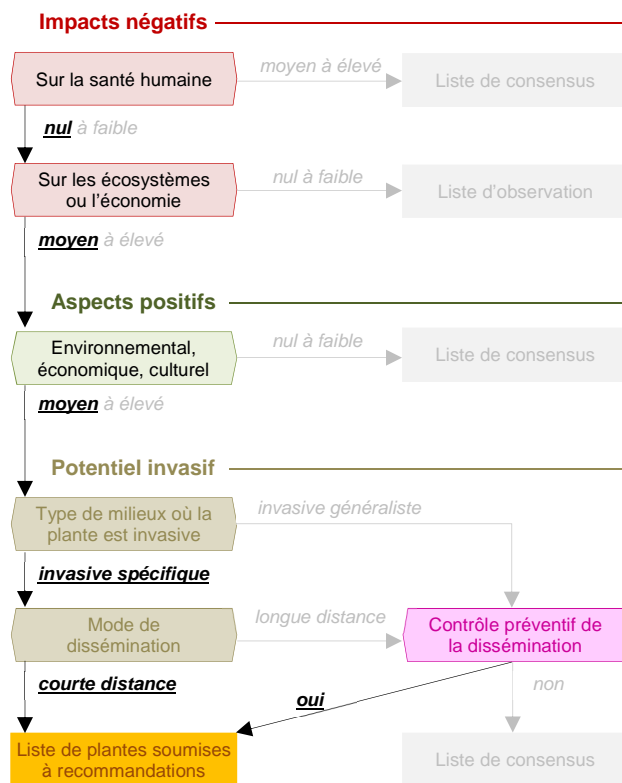 Impacts négatifs
Sur la santé humaine
moyen à élevé
Liste de consensus
nul à faible
Sur les écosystèmes
ou l'économie
nul à faible
Liste d'observation
moyen à élevé
Aspects positifs
Environnemental,
économique, culturel
nul à faible
Liste de consensus
moyen à élevé
Potentiel invasif
Type de milieux où la
plante est invasive
invasive généraliste
invasive spécifique
Mode de
dissémination
longue distance
Contrôle préventif de
la dissémination
courte distance
oui
non
Liste de plantes soumises
à recommandations
Liste de consensus